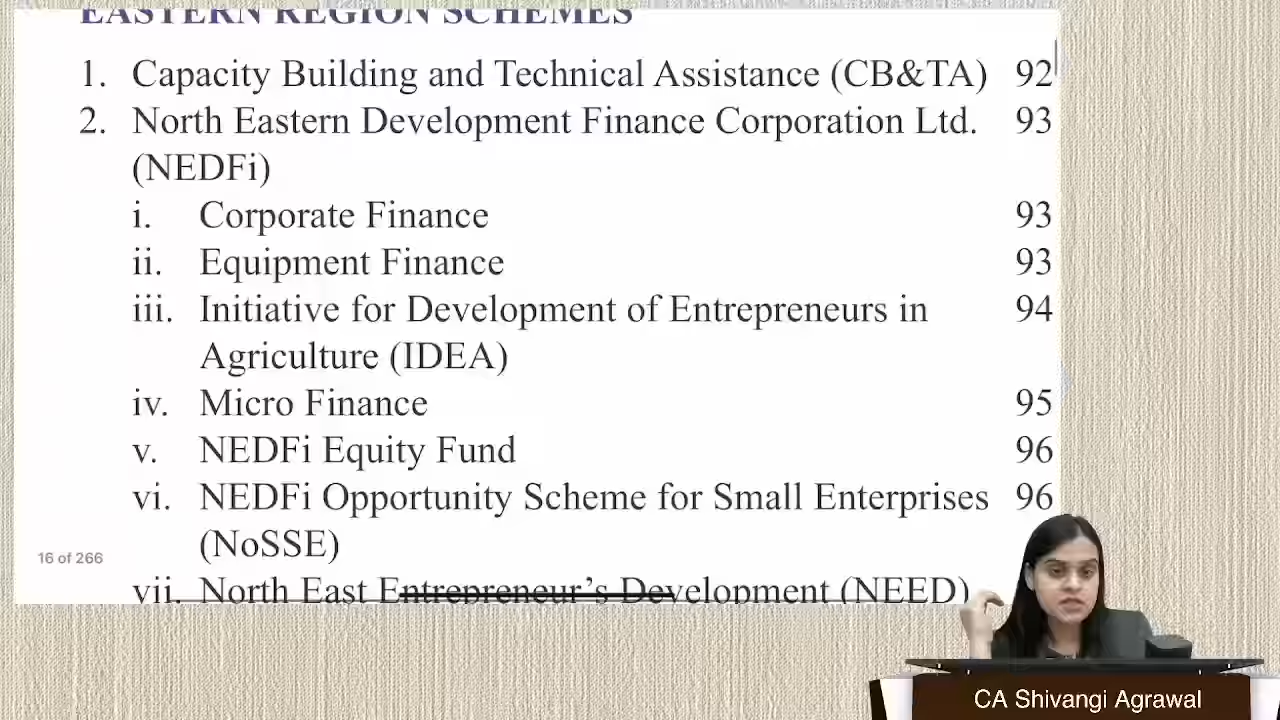 EASTERN REGION SCHEMES
1. Capacity Building and Technical Assistance (CB&TA) 92
2. North Eastern Development Finance Corporation Ltd. 93
(NEDFi)
i. Corporate Finance 93
ii. Equipment Finance 93
iii. Initiative for Development of Entrepreneurs in 94
Agriculture (IDEA)
iv. Micro Finance 95
v. NEDFi Equity Fund 96
vi. NEDFi Opportunity Scheme for Small Enterprises 96
(NoSSE)
16 of 266
vii. North East Entrepreneur's Development (NEED)
CA Shivangi Agrawal